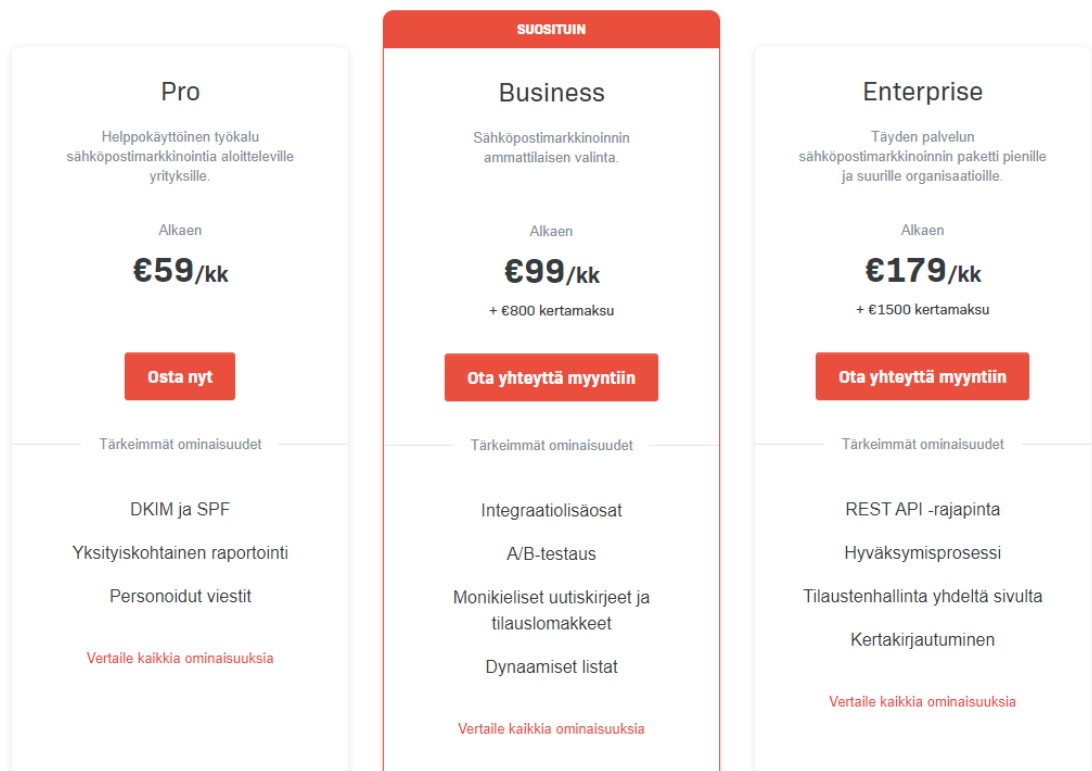 SUOSITUIN
Pro
Helppokäyttöinen työkalu
sähköpostimarkkinointia aloitteleville
yrityksille.
Alkaen
€59/kk
Osta nyt
Tärkeimmät ominaisuudet
DKIM ja SPF
Yksityiskohtainen raportointi
Personoidut viestit
Vertaile kaikkia ominaisuuksia
Business
Sähköpostimarkkinoinnin
ammattilaisen valinta.
Alkaen
€99/kk
+ €800 kertamaksu
Ota yhteyttä myyntiin
Tärkeimmät ominaisuudet
Integraatiolisäosat
A/B-testaus
Monikieliset uutiskirjeet ja
tilauslomakkeet
Dynaamiset listat
Vertaile kaikkia ominaisuuksia
Enterprise
Täyden palvelun
sähköpostimarkkinoinnin paketti pienille
ja suurille organisaatioille.
Alkaen
€179/kk
+ €1500 kertamaksu
Ota yhteyttä myyntiin
Tärkeimmät ominaisuudet
REST API -rajapinta
Hyväksymisprosessi
Tilaustenhallinta yhdeltä sivulta
Kertakirjautuminen
Vertaile kaikkia ominaisuuksia